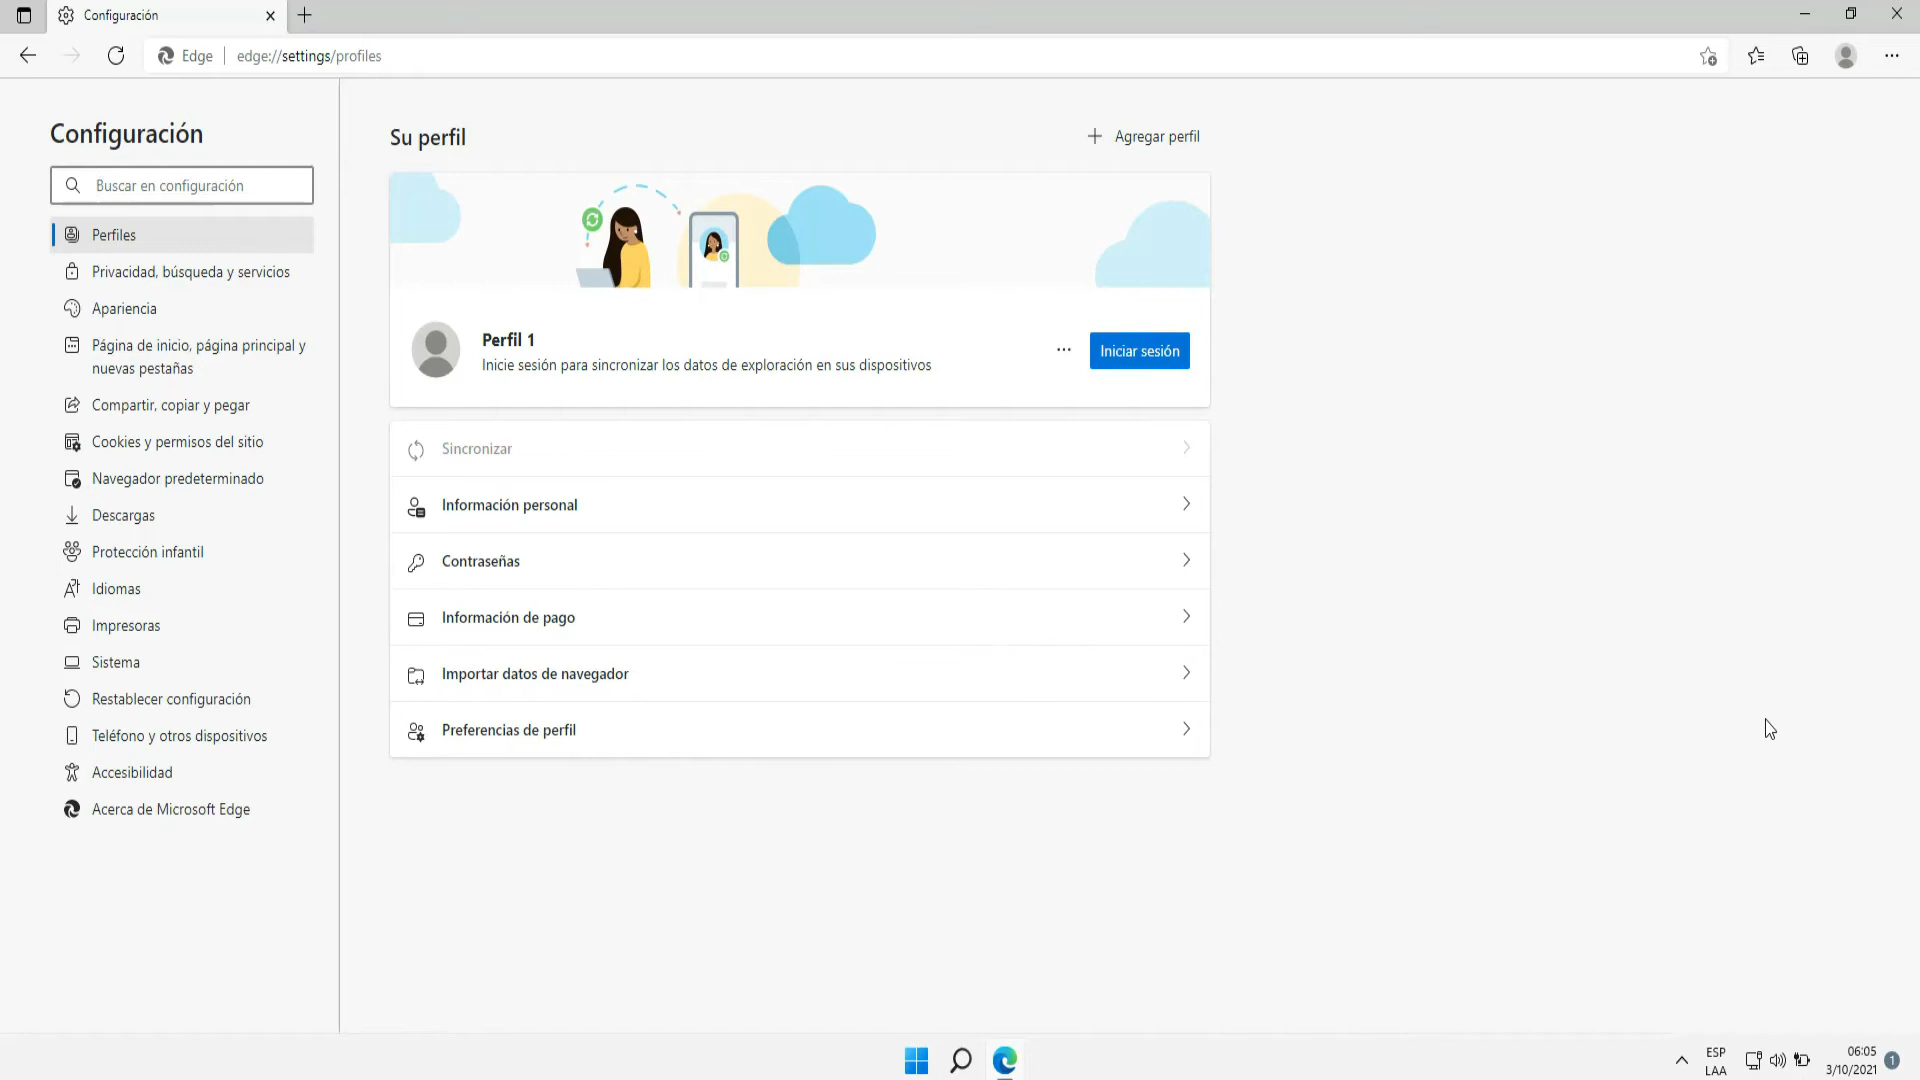 Configuración
Edge
edge://settings/profiles
Configuración
Buscar en configuración
Perfiles
Privacidad, búsqueda y servicios
Apariencia
Página de inicio, página principal y
nuevas pestañas
Compartir, copiar y pegar
Cookies y permisos del sitio
Navegador predeterminado
Descargas
Protección infantil
Idiomas
Impresoras
Sistema
Restablecer configuración
Teléfono y otros dispositivos
Accesibilidad
Acerca de Microsoft Edge
Su perfil
Agregar perfil
Perfil 1
Inicie sesión para sincronizar los datos de exploración en sus dispositivos
Iniciar sesión
Sincronizar
Información personal
Contraseñas
Información de pago
Importar datos de navegador
Preferencias de perfil
ESP
LAA
06:05
3/10/2021
1